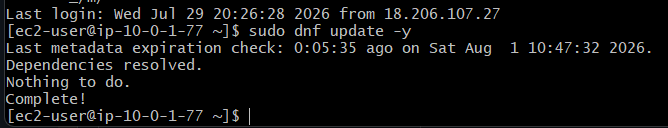 Last login: Wed Jul 29 20:26:28 2026 from 18.206.107.27
[ec2-user@ip-10-0-1-77 ~]$ sudo dnf update -y
Last metadata expiration check: 0:05:35 ago on Sat Aug  1 10:47:32 2026.
Dependencies resolved.
Nothing to do.
Complete!
[ec2-user@ip-10-0-1-77 ~]$